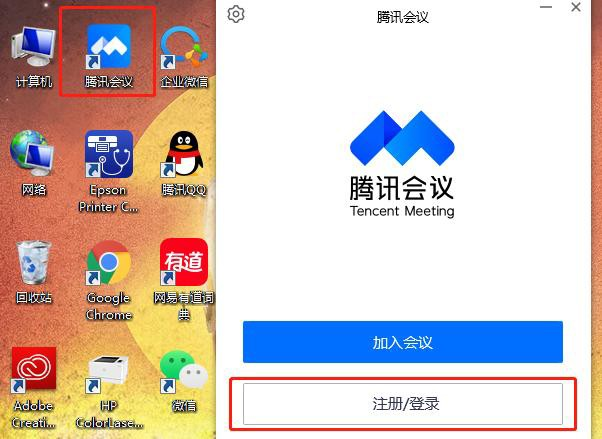 计算机
腾讯会议
企业微信
网络
Epson
Printer C...
腾讯QQ
回收站
Google
Chrome
有道
网易有道词
典
Adobe
Creati...
HP
ColorLase...
微信
腾讯会议
腾讯会议
Tencent Meeting
加入会议
注册/登录